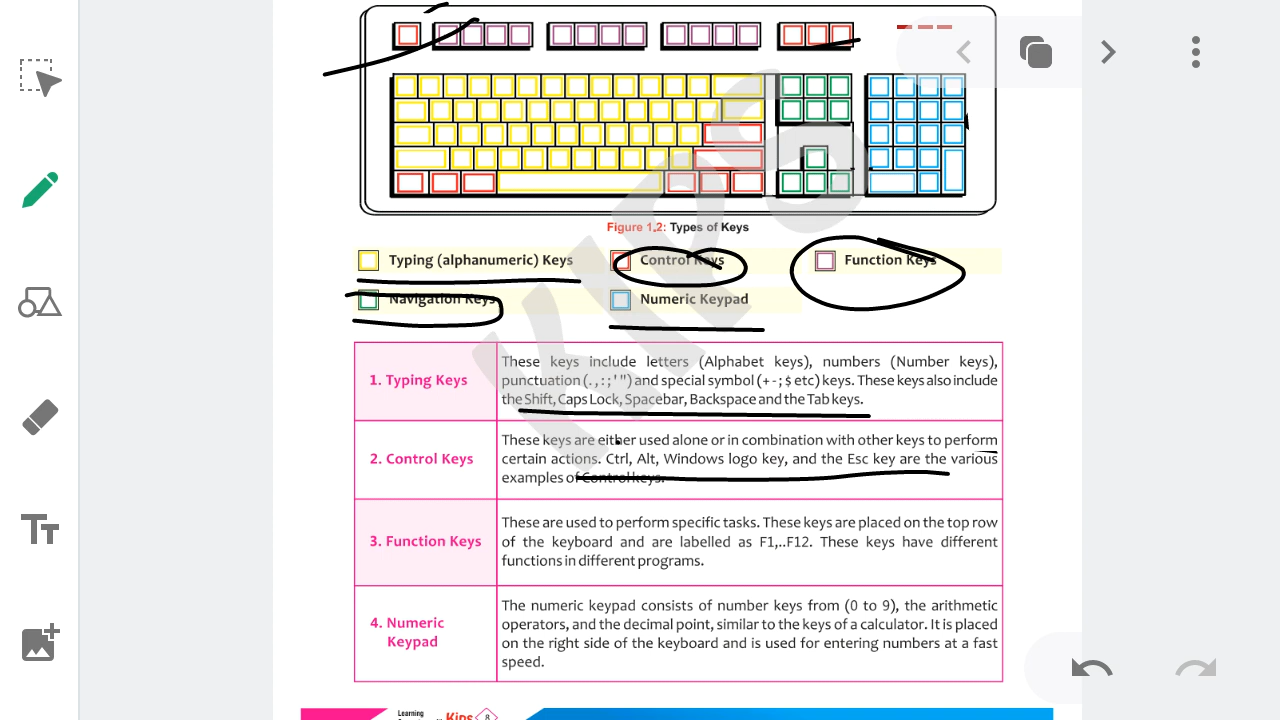 Figure 1.2: Types of Keys
Typing (alphanumeric) Keys
Control Keys
Function Keys
Navigation Keys
Numeric Keypad
1. Typing Keys
These keys include letters (Alphabet keys), numbers (Number keys),
punctuation (. , : ; ' ") and special symbol (+ - ; $ etc) keys. These keys also include
the Shift, Caps Lock, Spacebar, Backspace and the Tab keys.
2. Control Keys
These keys are either used alone or in combination with other keys to perform
certain actions. Ctrl, Alt, Windows logo key, and the Esc key are the various
examples of Control keys.
3. Function Keys
These are used to perform specific tasks. These keys are placed on the top row
of the keyboard and are labelled as F1,..F12. These keys have different
functions in different programs.
4. Numeric
Keypad
The numeric keypad consists of number keys from (0 to 9), the arithmetic
operators, and the decimal point, similar to the keys of a calculator. It is placed
on the right side of the keyboard and is used for entering numbers at a fast
speed.
KIPS
Learning
Kips
8
Tт